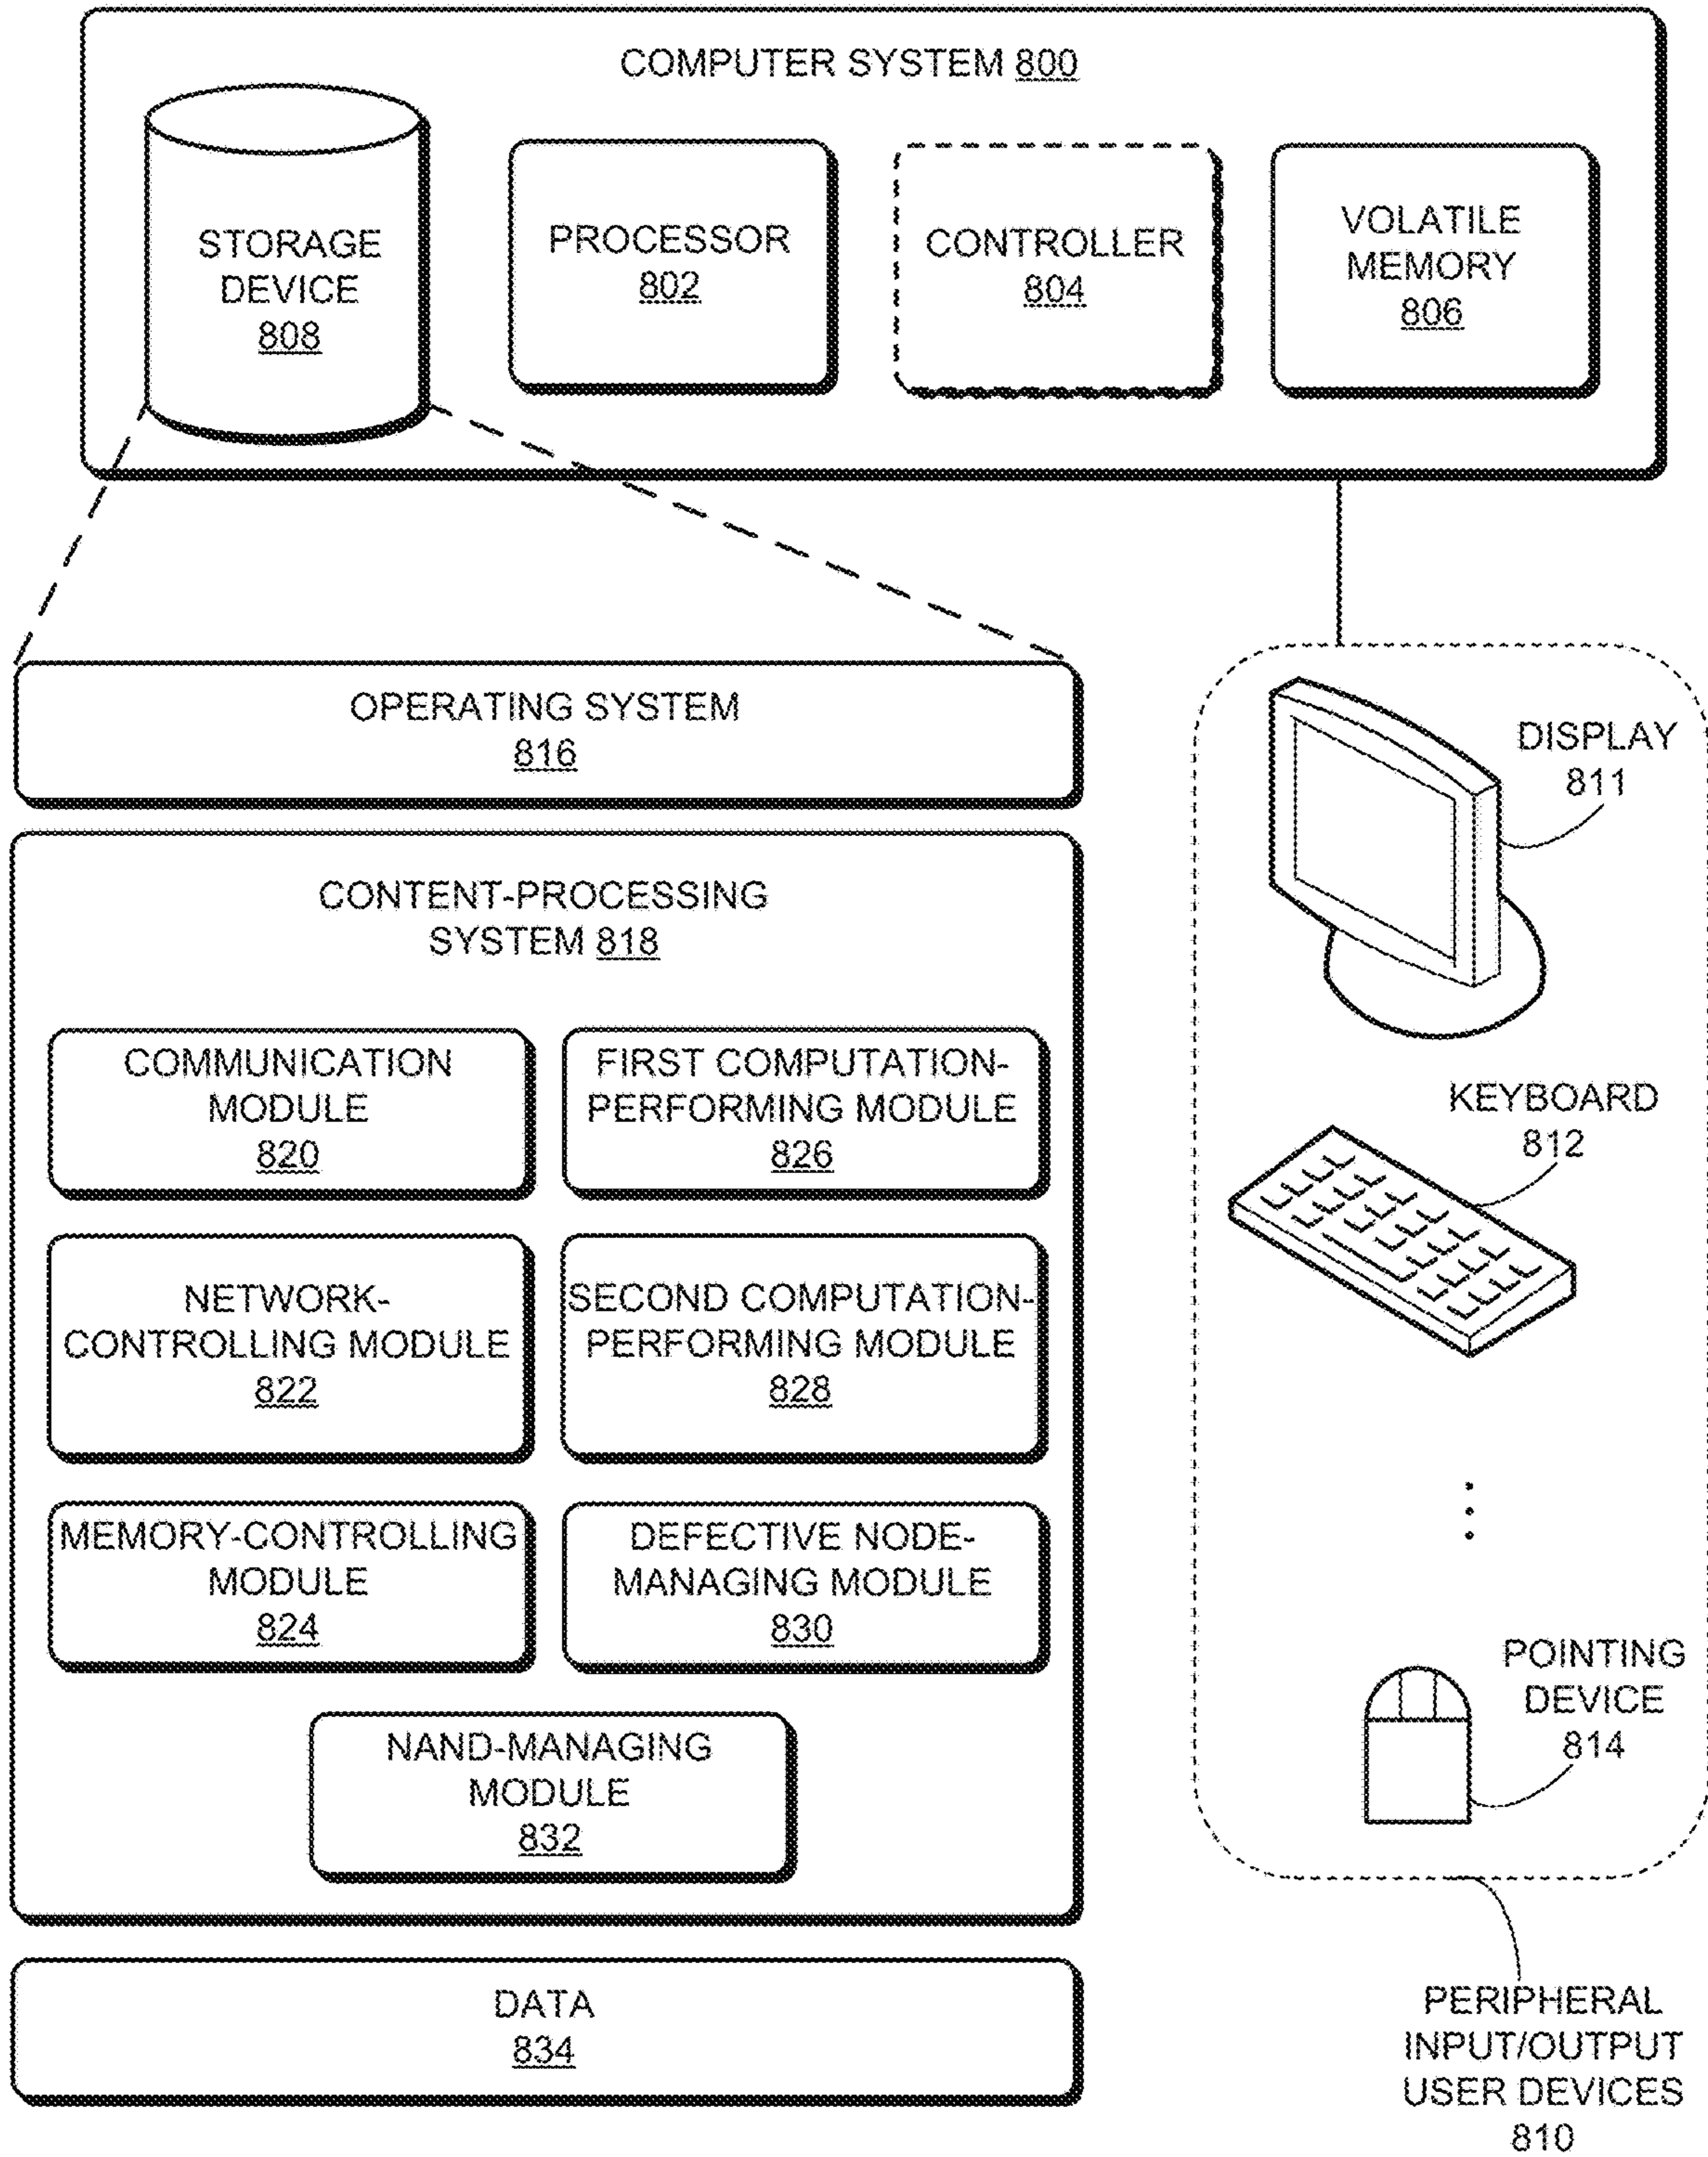 COMPUTER SYSTEM 800
STORAGE
DEVICE
808
PROCESSOR
802
CONTROLLER
804
VOLATILE
MEMORY
806
OPERATING SYSTEM
816
CONTENT-PROCESSING
SYSTEM 818
COMMUNICATION
MODULE
820
FIRST COMPUTATION-
PERFORMING MODULE
826
NETWORK-
CONTROLLING MODULE
822
SECOND COMPUTATION-
PERFORMING MODULE
828
MEMORY-CONTROLLING
MODULE
824
DEFECTIVE NODE-
MANAGING MODULE
830
NAND-MANAGING
MODULE
832
DATA
834
DISPLAY
811
KEYBOARD
812
POINTING
DEVICE
814
PERIPHERAL
INPUT/OUTPUT
USER DEVICES
810